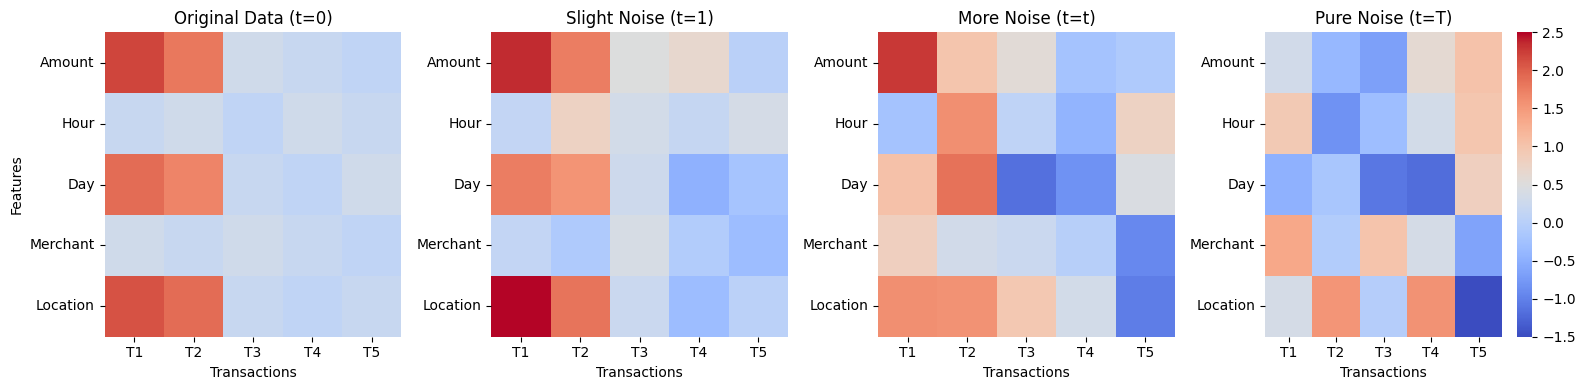 Original Data (t=0)
Slight Noise (t=1)
More Noise (t=t)
Pure Noise (t=T)
Features
Amount
Hour
Day
Merchant
Location
T1 T2 T3 T4 T5
Transactions
Amount
Hour
Day
Merchant
Location
T1 T2 T3 T4 T5
Transactions
Amount
Hour
Day
Merchant
Location
T1 T2 T3 T4 T5
Transactions
Amount
Hour
Day
Merchant
Location
T1 T2 T3 T4 T5
Transactions
2.5
2.0
1.5
1.0
0.5
0.0
−0.5
−1.0
−1.5